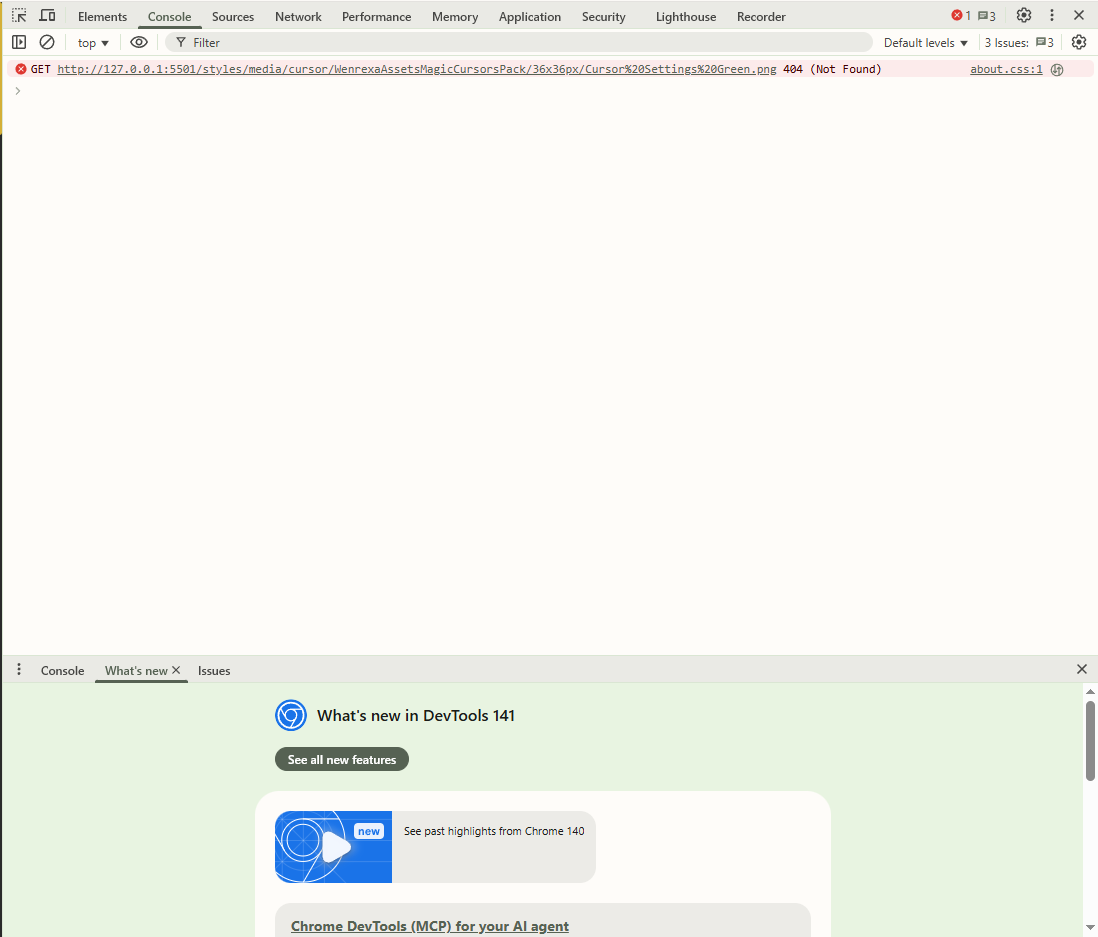 Elements Console Sources Network Performance Memory Application Security Lighthouse Recorder 1 3
top Filter Default levels 3 Issues: 3
GET http://127.0.0.1:5501/styles/media/cursor/WenrexaAssetsMagicCursorsPack/36x36px/Cursor%20Settings%20Green.png 404 (Not Found) about.css:1
Console What's new Issues
What's new in DevTools 141
See all new features
new See past highlights from Chrome 140
Chrome DevTools (MCP) for your AI agent